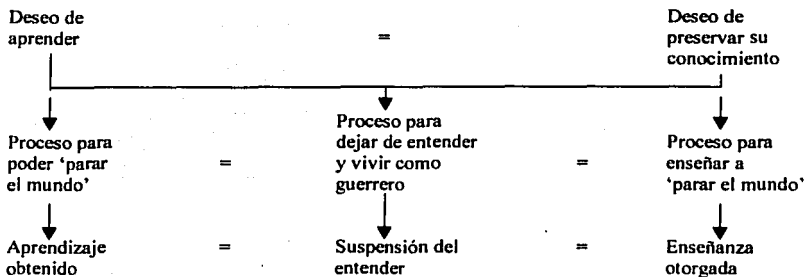 Deseo de
aprender
=
Deseo de
preservar su
conocimiento
Proceso para
poder ‘parar
el mundo’
=
Proceso para
dejar de entender
y vivir como
guerrero
=
Proceso para
enseñar a
‘parar el mundo’
Aprendizaje
obtenido
=
Suspensión del
entender
=
Enseñanza
otorgada